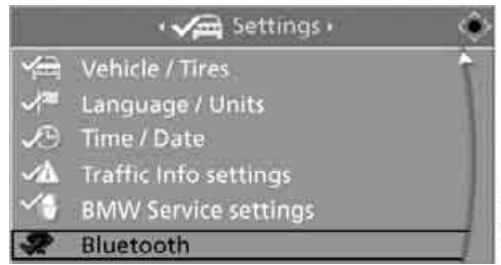 Settings
Vehicle / Tires
Language / Units
Time / Date
Traffic Info settings
BMW Service settings
Bluetooth